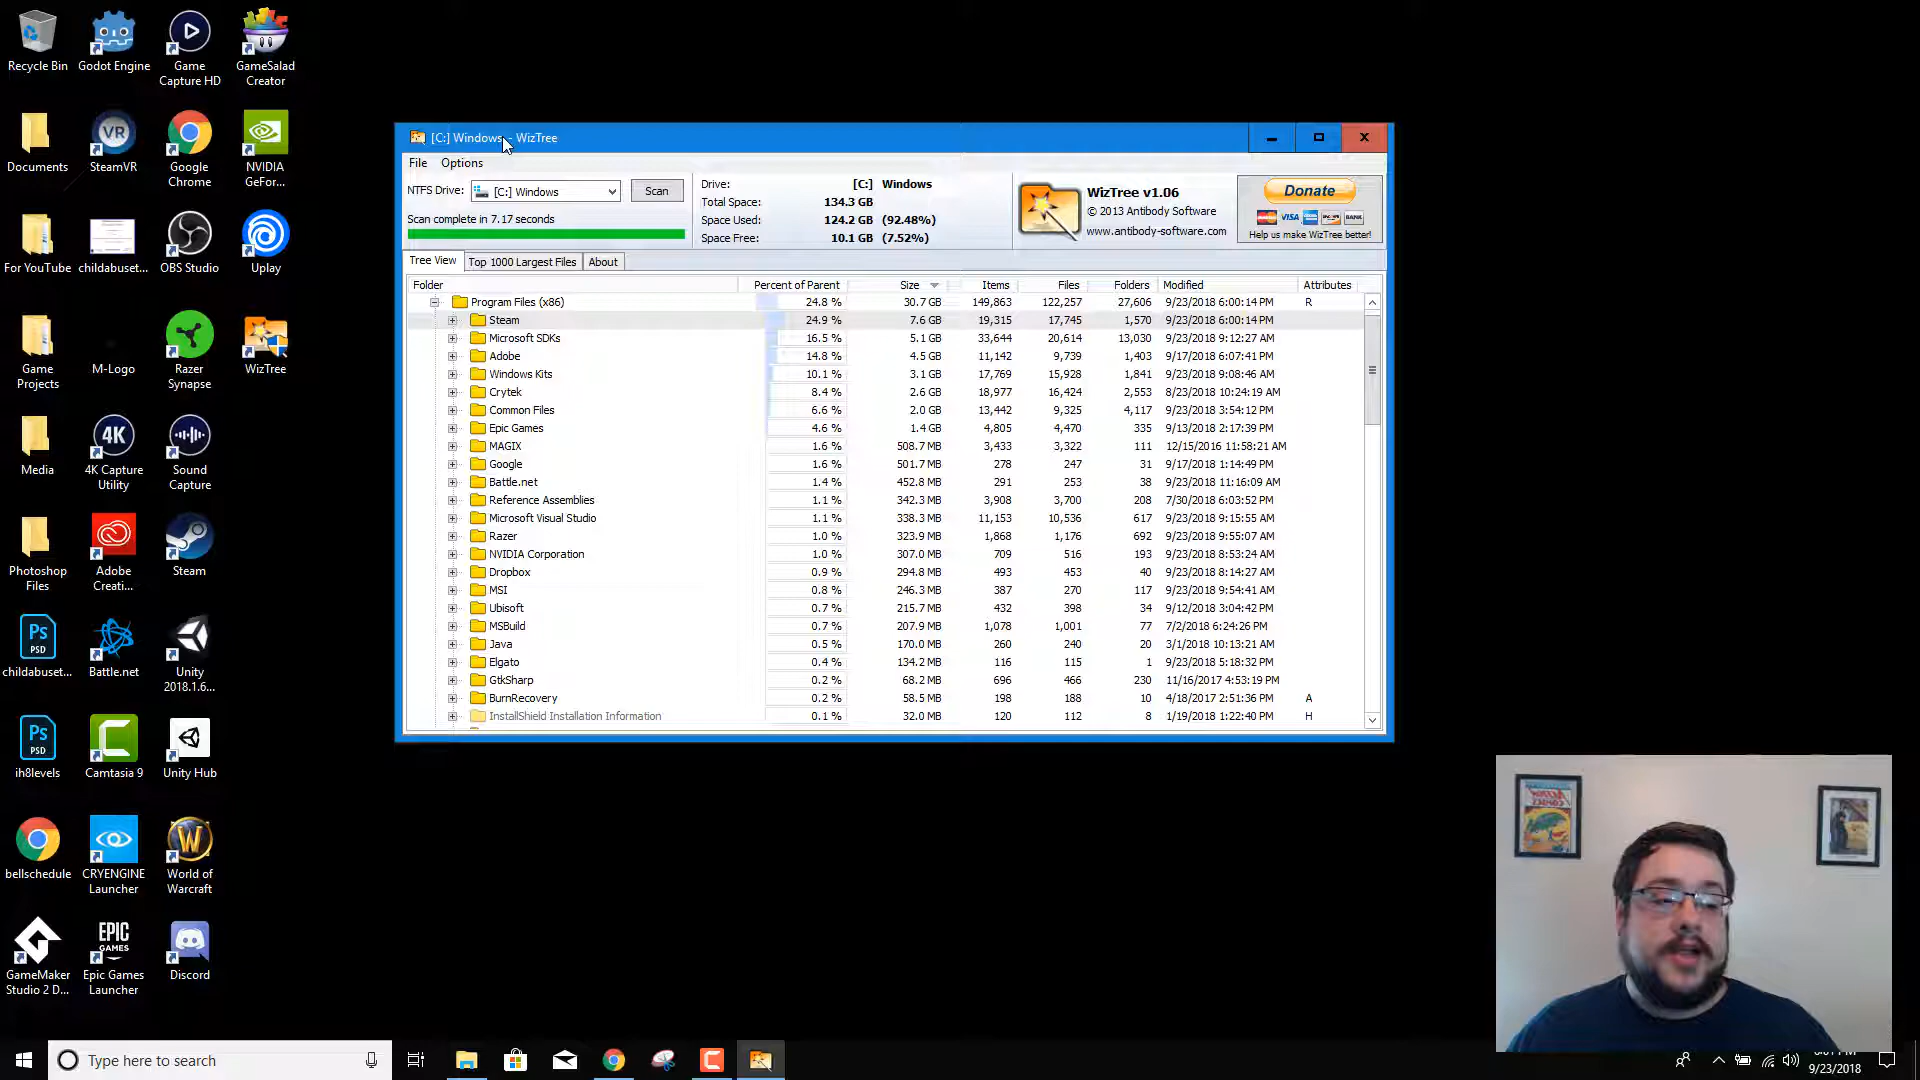 Recycle Bin
Godot Engine
Game
Capture HD
GameSalad
Creator
Documents
SteamVR
Google
Chrome
NVIDIA
GeFor...
For YouTube
childabuset...
OBS Studio
Uplay
Game
Projects
M-Logo
Razer
Synapse
WizTree
Media
4K Capture
Utility
Sound
Capture
Photoshop
Files
Adobe
Creati...
Steam
childabuset...
Battle.net
Unity
2018.1.6...
ih8levels
Camtasia 9
Unity Hub
bellschedule
CRYENGINE
Launcher
World of
Warcraft
GameMaker
Studio 2 D...
Epic Games
Launcher
Discord
[C:] Windows - WizTree
File Options
NTFS Drive: [C:] Windows Scan
Scan complete in 7.17 seconds
Drive: [C:] Windows
Total Space: 134.3 GB
Space Used: 124.2 GB (92.48%)
Space Free: 10.1 GB (7.52%)
WizTree v1.06
© 2013 Antibody Software
www.antibody-software.com
Donate
VISA BANK
Help us make WizTree better!
Tree View Top 1000 Largest Files About
Folder Percent of Parent Size Items Files Folders Modified Attributes
Program Files (x86) 24.8 % 30.7 GB 149,863 122,257 27,606 9/23/2018 6:00:14 PM R
Steam 24.9 % 7.6 GB 19,315 17,745 1,570 9/23/2018 6:00:14 PM
Microsoft SDKs 16.5 % 5.1 GB 33,644 20,614 13,030 9/23/2018 9:12:27 AM
Adobe 14.8 % 4.5 GB 11,142 9,739 1,403 9/17/2018 6:07:41 PM
Windows Kits 10.1 % 3.1 GB 17,769 15,928 1,841 9/23/2018 9:08:46 AM
Crytek 8.4 % 2.6 GB 18,977 16,424 2,553 8/23/2018 10:24:19 AM
Common Files 6.6 % 2.0 GB 13,442 9,325 4,117 9/23/2018 3:54:12 PM
Epic Games 4.6 % 1.4 GB 4,805 4,470 335 9/13/2018 2:17:39 PM
MAGIX 1.6 % 508.7 MB 3,433 3,322 111 12/15/2016 11:58:21 AM
Google 1.6 % 501.7 MB 278 247 31 9/17/2018 1:14:49 PM
Battle.net 1.4 % 452.8 MB 291 253 38 9/23/2018 11:16:09 AM
Reference Assemblies 1.1 % 342.3 MB 3,908 3,700 208 7/30/2018 6:03:52 PM
Microsoft Visual Studio 1.1 % 338.3 MB 11,153 10,536 617 9/23/2018 9:15:55 AM
Razer 1.0 % 323.9 MB 1,868 1,176 692 9/23/2018 9:55:07 AM
NVIDIA Corporation 1.0 % 307.0 MB 709 516 193 9/23/2018 8:53:24 AM
Dropbox 0.9 % 294.8 MB 493 453 40 9/23/2018 8:14:27 AM
MSI 0.8 % 246.3 MB 387 270 117 9/23/2018 9:54:41 AM
Ubisoft 0.7 % 215.7 MB 432 398 34 9/12/2018 3:04:42 PM
MSBuild 0.7 % 207.9 MB 1,078 1,001 77 7/2/2018 6:24:26 PM
Java 0.5 % 170.0 MB 260 240 20 3/1/2018 10:13:21 AM
Elgato 0.4 % 134.2 MB 116 115 1 9/23/2018 5:18:32 PM
GtkSharp 0.2 % 68.2 MB 696 466 230 11/16/2017 4:53:19 PM
BurnRecovery 0.2 % 58.5 MB 198 188 10 4/18/2017 2:51:36 PM A
InstallShield Installation Information 0.1 % 32.0 MB 120 112 8 1/19/2018 1:22:40 PM H
Type here to search
9/23/2018